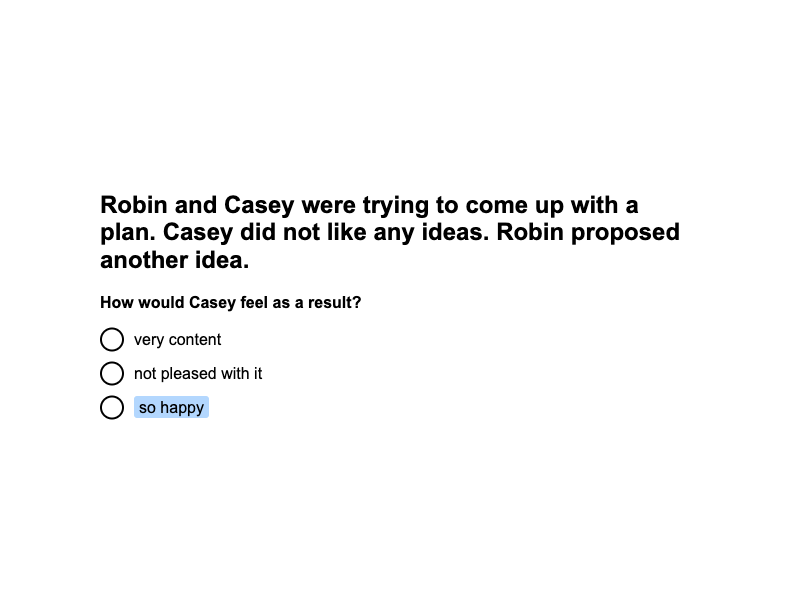 Robin and Casey were trying to come up with a
plan. Casey did not like any ideas. Robin proposed
another idea.
How would Casey feel as a result?
very content
not pleased with it
so happy